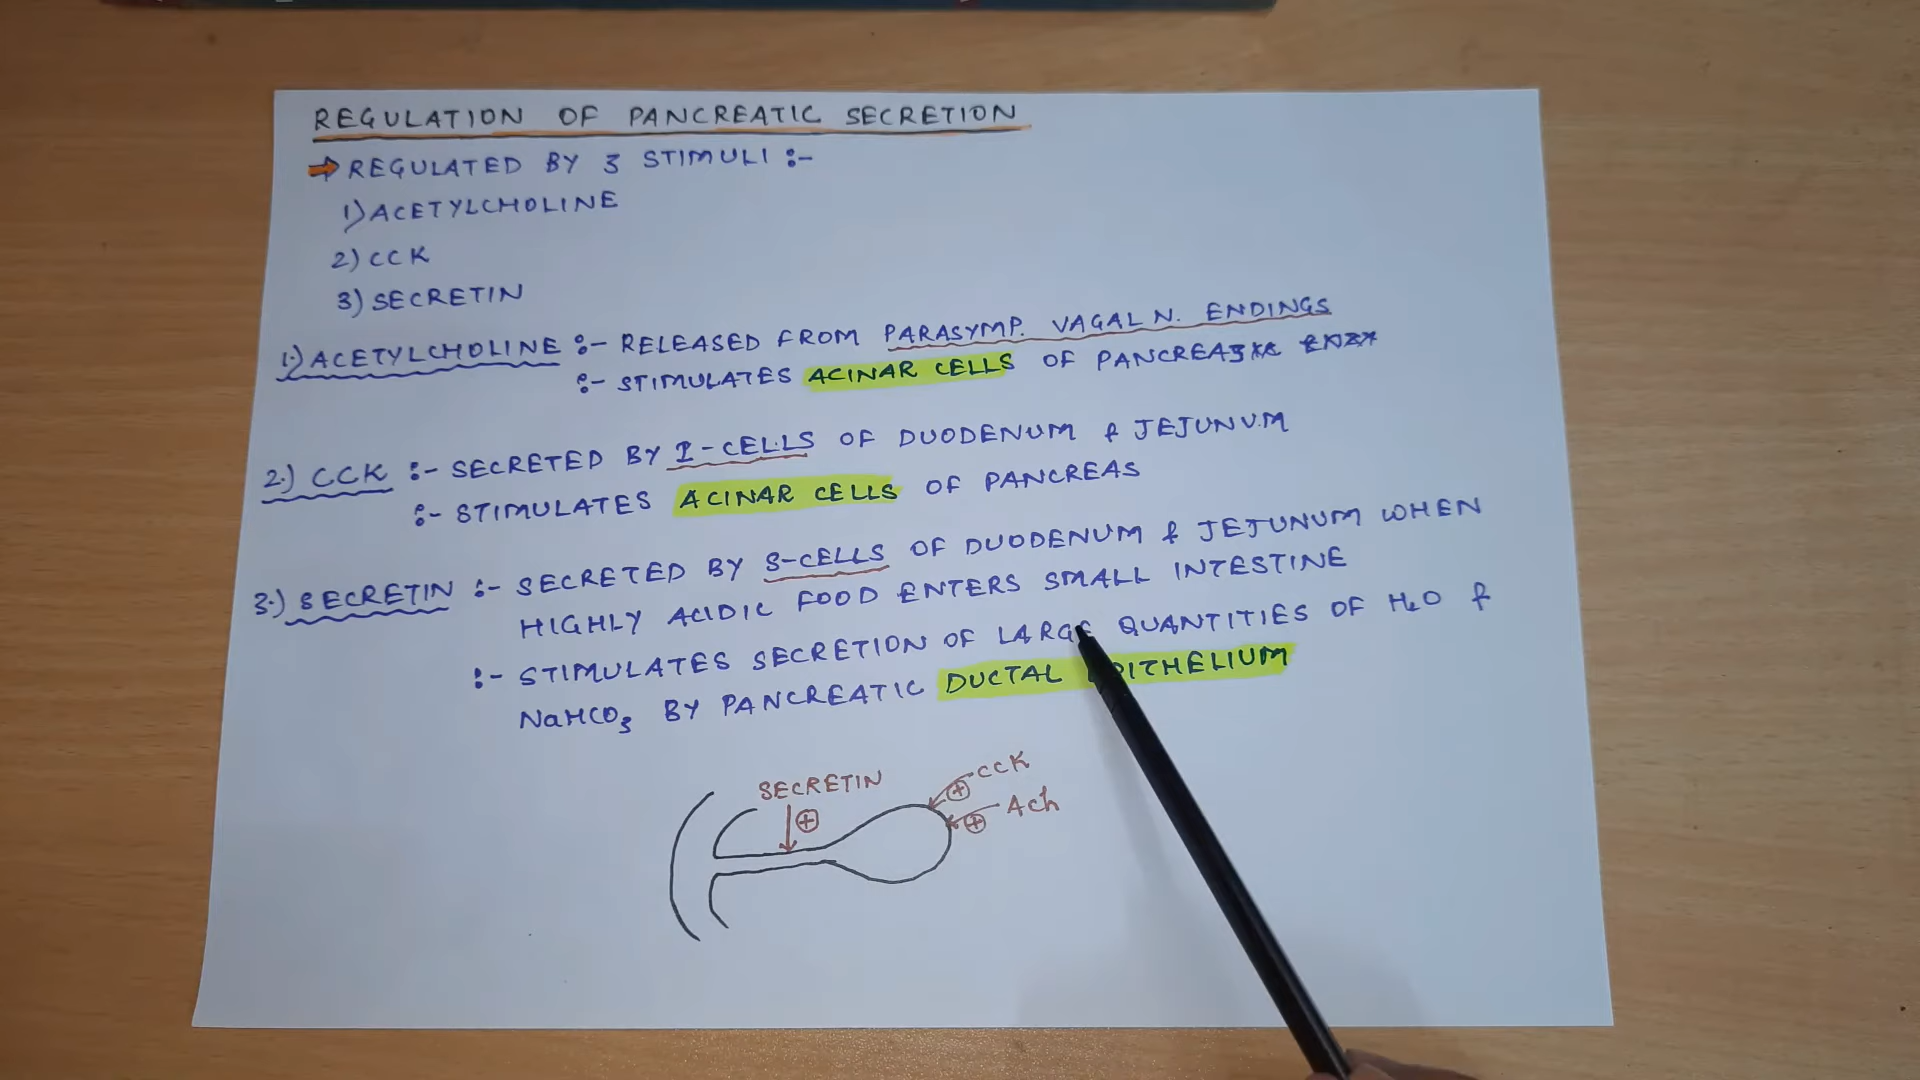 REGULATION OF PANCREATIC SECRETION
➔ REGULATED BY 3 STIMULI :-
1) ACETYLCHOLINE
2) CCK
3) SECRETIN
1.) ACETYLCHOLINE :- RELEASED FROM PARASYMP. VAGAL N. ENDINGS
:- STIMULATES ACINAR CELLS OF PANCREAS
2.) CCK :- SECRETED BY I-CELLS OF DUODENUM & JEJUNUM
:- STIMULATES ACINAR CELLS OF PANCREAS
3.) SECRETIN :- SECRETED BY S-CELLS OF DUODENUM & JEJUNUM WHEN
HIGHLY ACIDIC FOOD ENTERS SMALL INTESTINE
:- STIMULATES SECRETION OF LARGE QUANTITIES OF H2O &
NaHCO3 BY PANCREATIC DUCTAL EPITHELIUM
SECRETIN
+
CCK
+
Ach
+